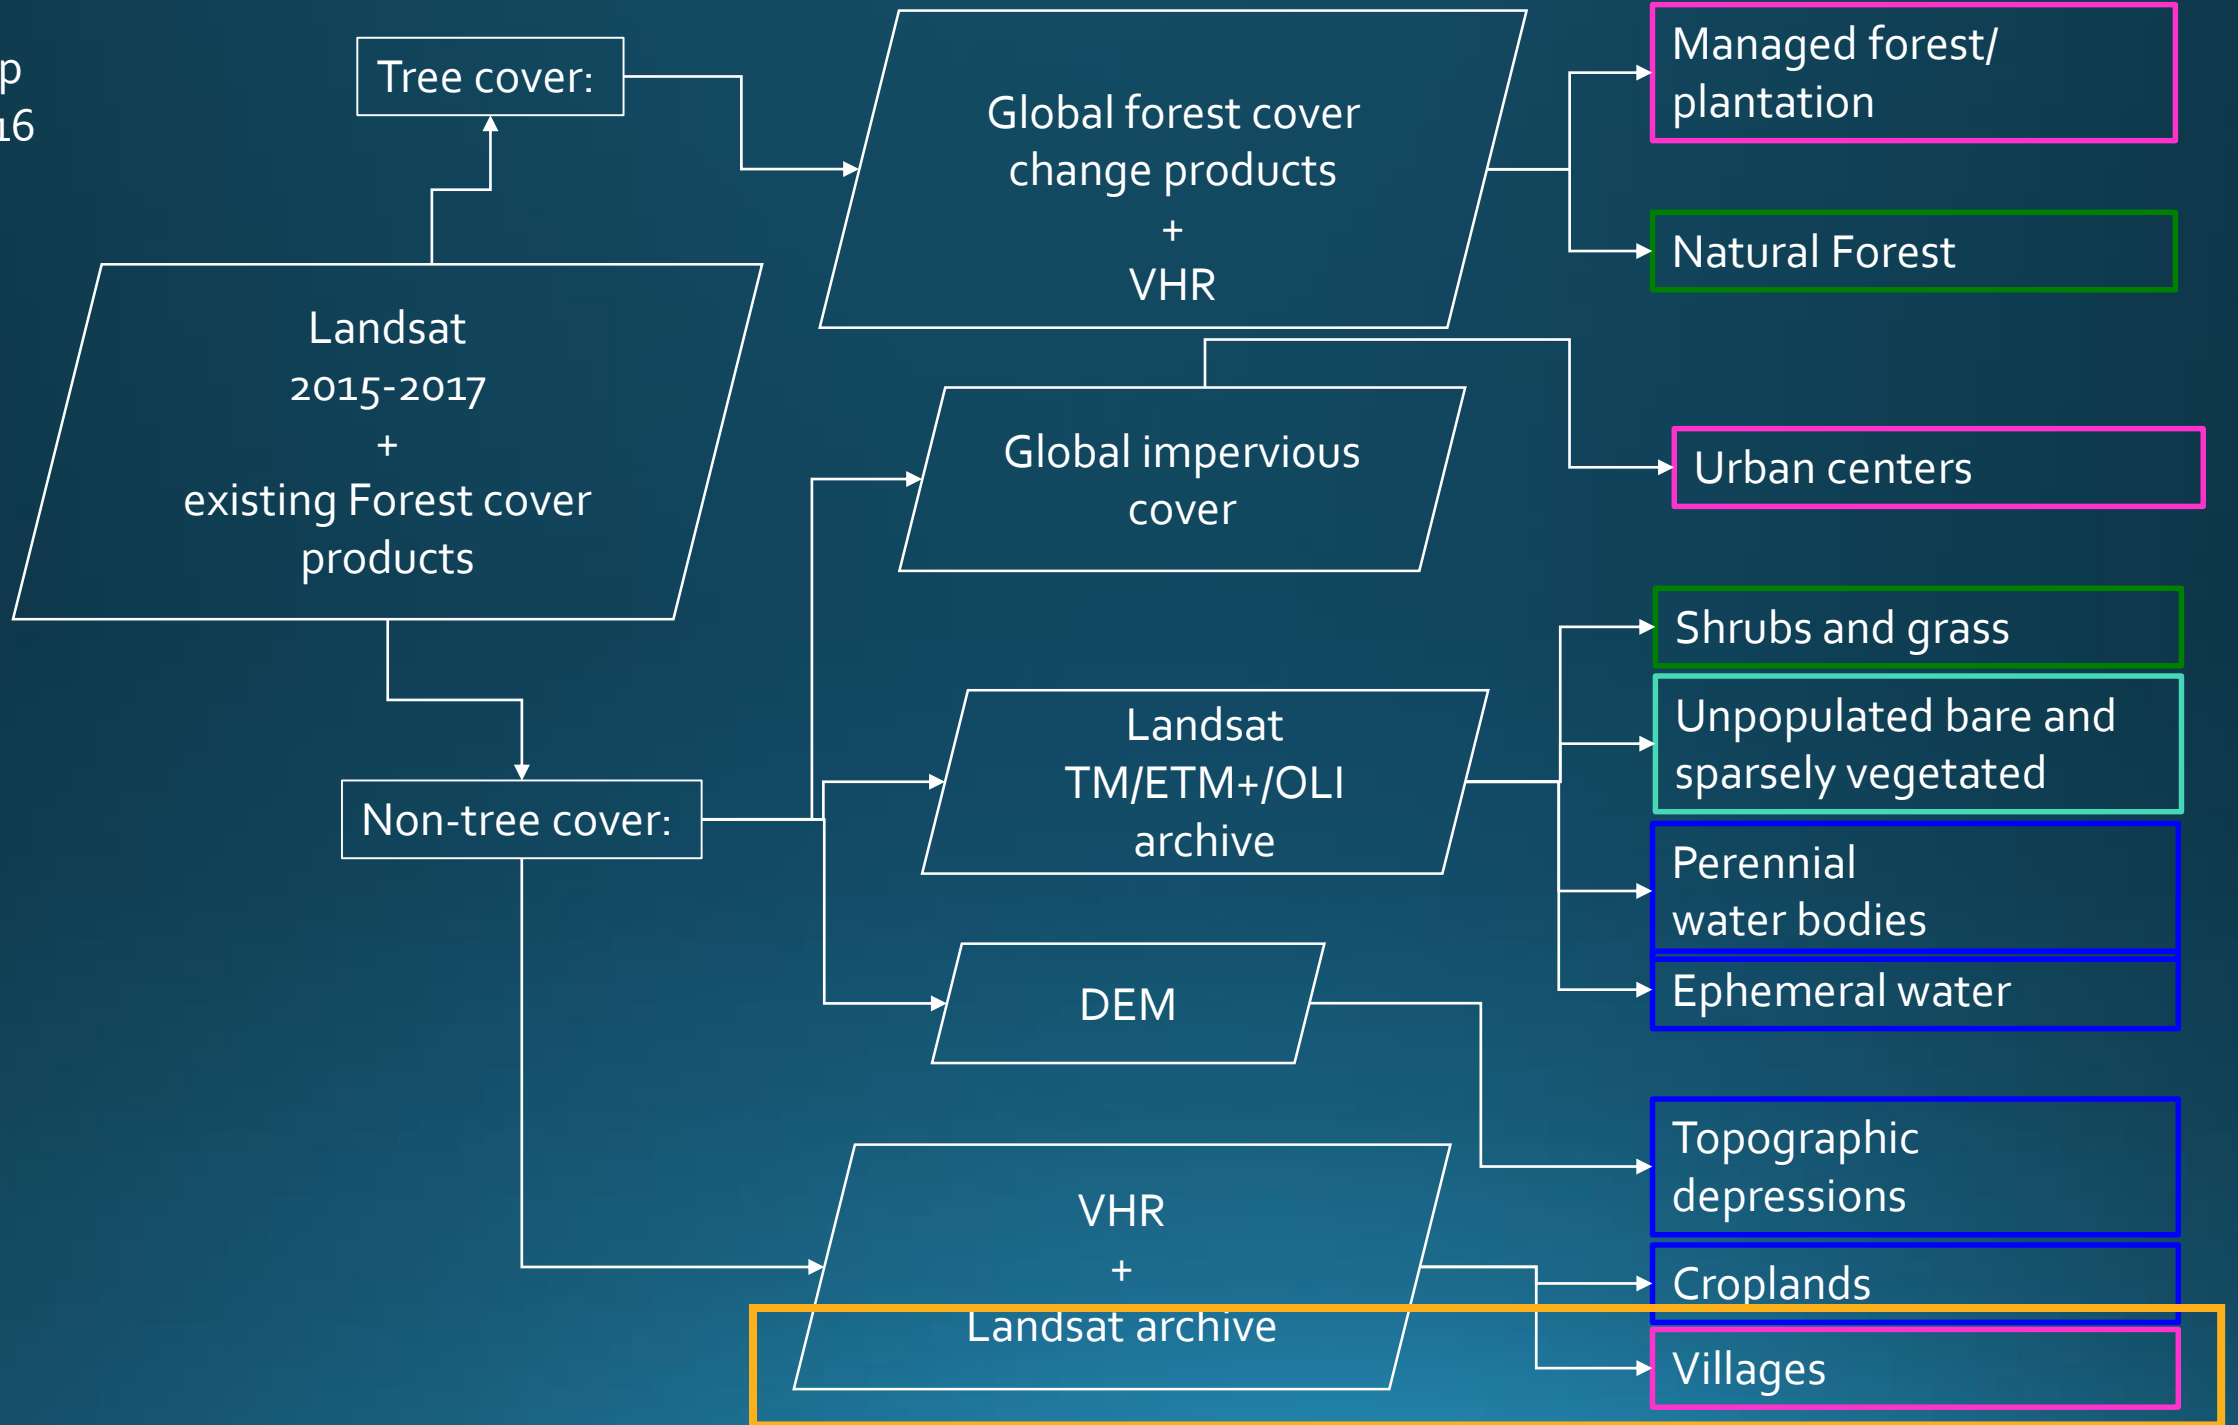 p
16
Tree cover:
Global forest cover
change products
+
VHR
Managed forest/
plantation
Natural Forest
Landsat
2015-2017
+
existing Forest cover
products
Global impervious
cover
Urban centers
Non-tree cover:
Landsat
TM/ETM+/OLI
archive
Shrubs and grass
Unpopulated bare and
sparsely vegetated
Perennial
water bodies
Ephemeral water
DEM
Topographic
depressions
VHR
+
Landsat archive
Croplands
Villages